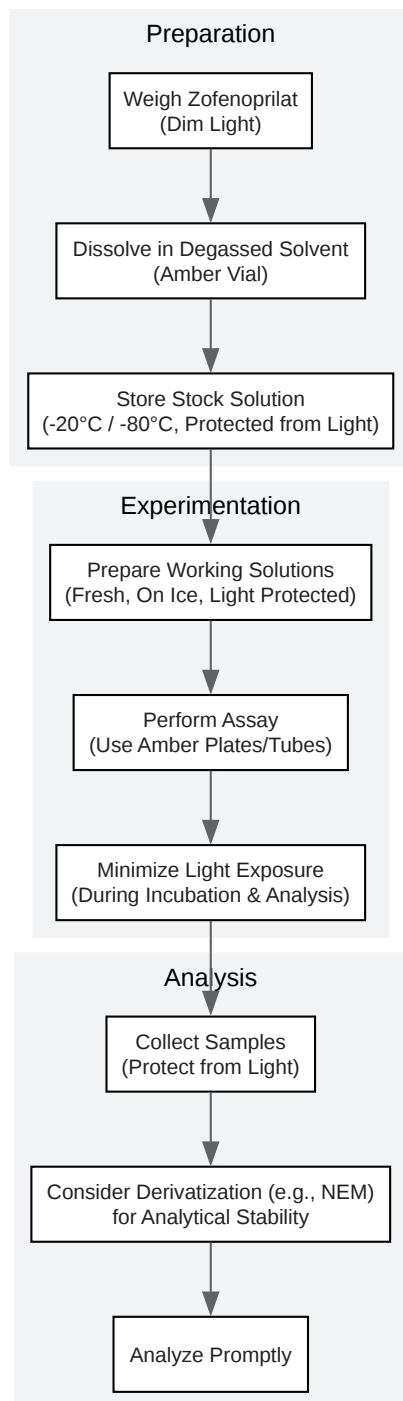 Preparation
Weigh Zofenoprilat
(Dim Light)
Dissolve in Degassed Solvent
(Amber Vial)
Store Stock Solution
(-20°C / -80°C, Protected from Light)
Experimentation
Prepare Working Solutions
(Fresh, On Ice, Light Protected)
Perform Assay
(Use Amber Plates/Tubes)
Minimize Light Exposure
(During Incubation & Analysis)
Analysis
Collect Samples
(Protect from Light)
Consider Derivatization (e.g., NEM)
for Analytical Stability
Analyze Promptly